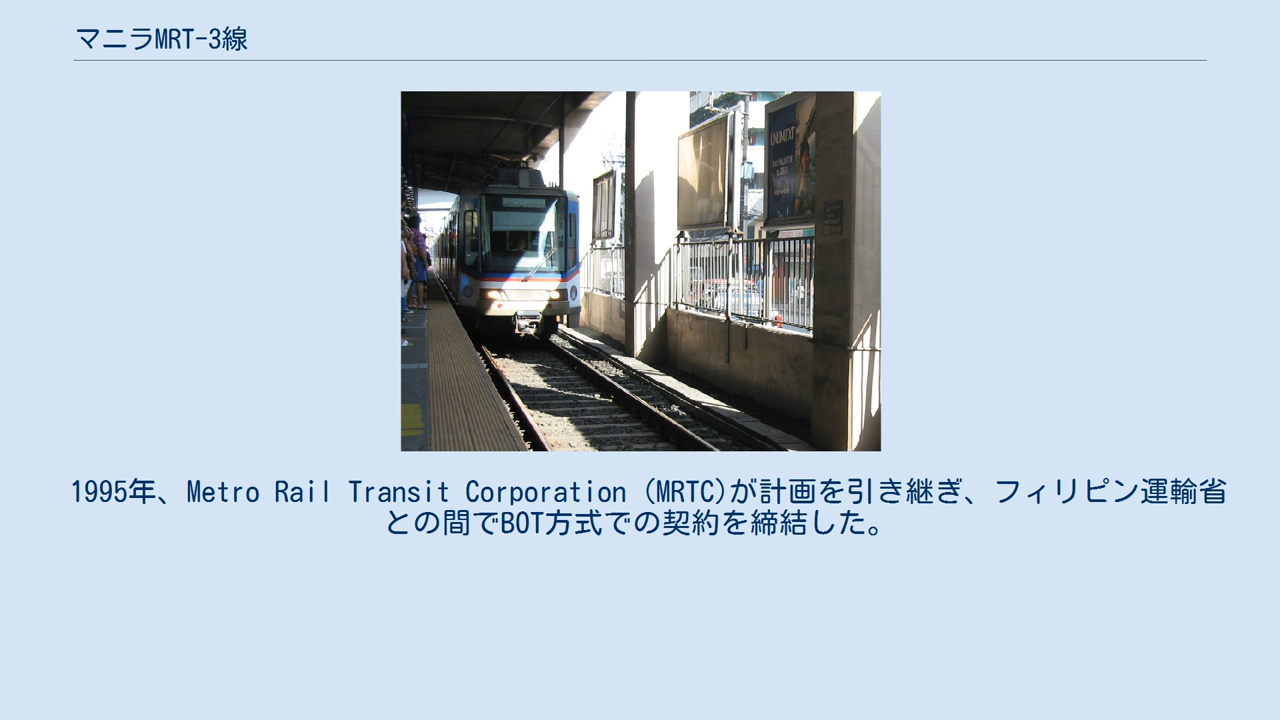 マニラMRT-3線
UNLIMITXT
1995年、Metro Rail Transit Corporation (MRTC)が計画を引き継ぎ、フィリピン運輸省
との間でBOT方式での契約を締結した。